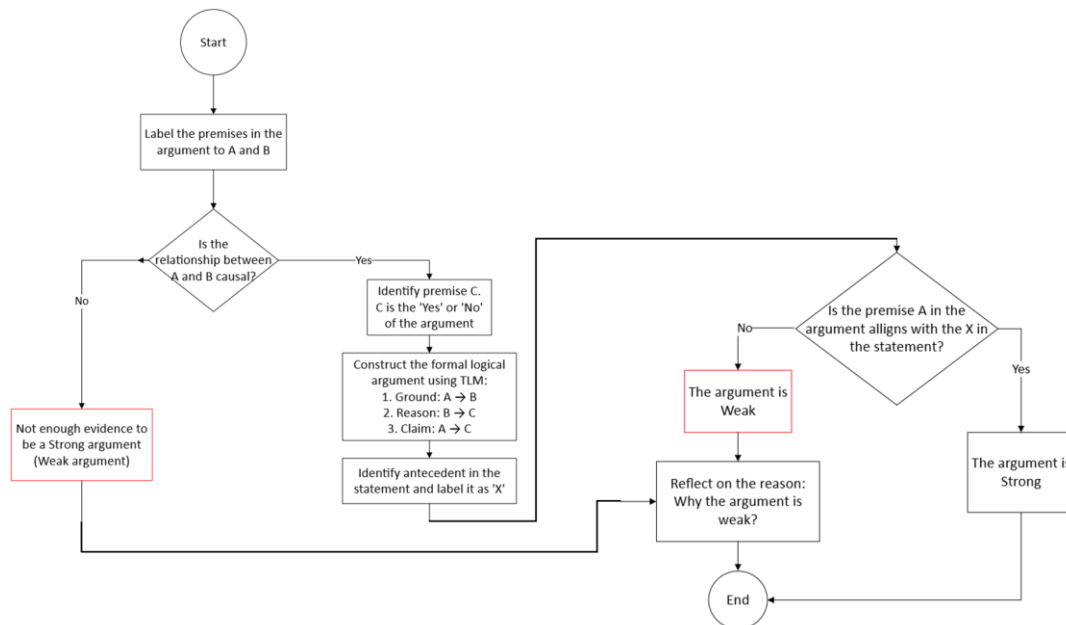 Start
Label the premises in the
argument to A and B
Is the
relationship between
A and B causal?
No
Yes
Not enough evidence to
be a Strong argument
(Weak argument)
Identify premise C.
C is the 'Yes' or 'No'
of the argument
Construct the formal logical
argument using TLM:
1. Ground: A → B
2. Reason: B → C
3. Claim: A → C
Identify antecedent in the
statement and label it as 'X'
Is the premise A in the
argument alligns with the X in
the statement?
No
Yes
The argument is
Weak
Reflect on the reason:
Why the argument is
weak?
The argument is
Strong
End